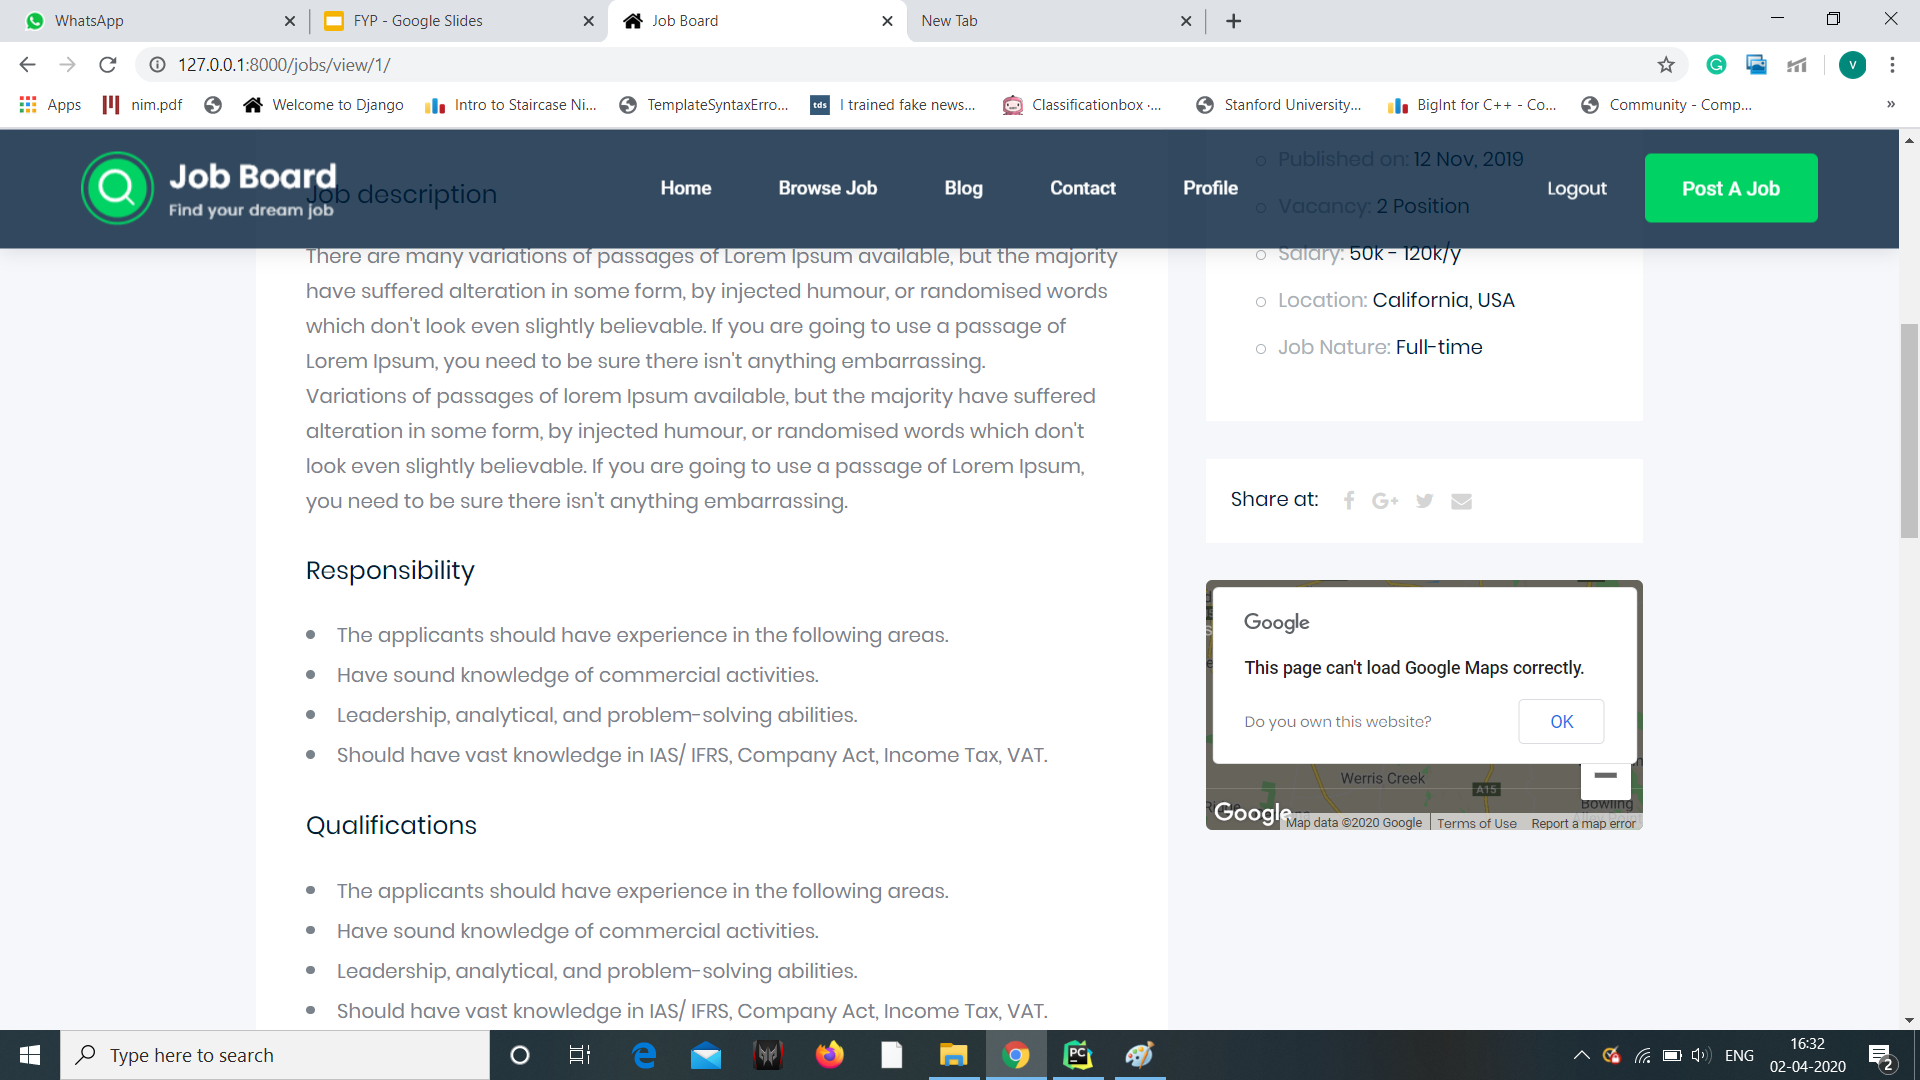 WhatsApp
FYP - Google Slides
Job Board
New Tab
127.0.0.1:8000/jobs/view/1/
V
Apps
nim.pdf
Welcome to Django
Intro to Staircase Ni...
TemplateSyntaxErro...
tds
I trained fake news...
Classificationbox ·...
Stanford University...
BigInt for C++ - Co...
Community - Comp...
»
Job Board
Find your dream job
Home
Browse Job
Blog
Contact
Profile
Logout
Post A Job
Job description
There are many variations of passages of Lorem Ipsum available, but the majority
have suffered alteration in some form, by injected humour, or randomised words
which don't look even slightly believable. If you are going to use a passage of
Lorem Ipsum, you need to be sure there isn't anything embarrassing.
Variations of passages of lorem Ipsum available, but the majority have suffered
alteration in some form, by injected humour, or randomised words which don't
look even slightly believable. If you are going to use a passage of Lorem Ipsum,
you need to be sure there isn't anything embarrassing.
Responsibility
The applicants should have experience in the following areas.
Have sound knowledge of commercial activities.
Leadership, analytical, and problem-solving abilities.
Should have vast knowledge in IAS/ IFRS, Company Act, Income Tax, VAT.
Qualifications
The applicants should have experience in the following areas.
Have sound knowledge of commercial activities.
Leadership, analytical, and problem-solving abilities.
Should have vast knowledge in IAS/ IFRS, Company Act, Income Tax, VAT.
Published on: 12 Nov, 2019
Vacancy: 2 Position
Salary: 50k - 120k/y
Location: California, USA
Job Nature: Full-time
Share at:
G+
Google
This page can't load Google Maps correctly.
Do you own this website?
OK
Werris Creek
A15
Bowling
Google
Map data ©2020 Google
Terms of Use
Report a map error
Type here to search
PC
ENG
16:32
02-04-2020
2